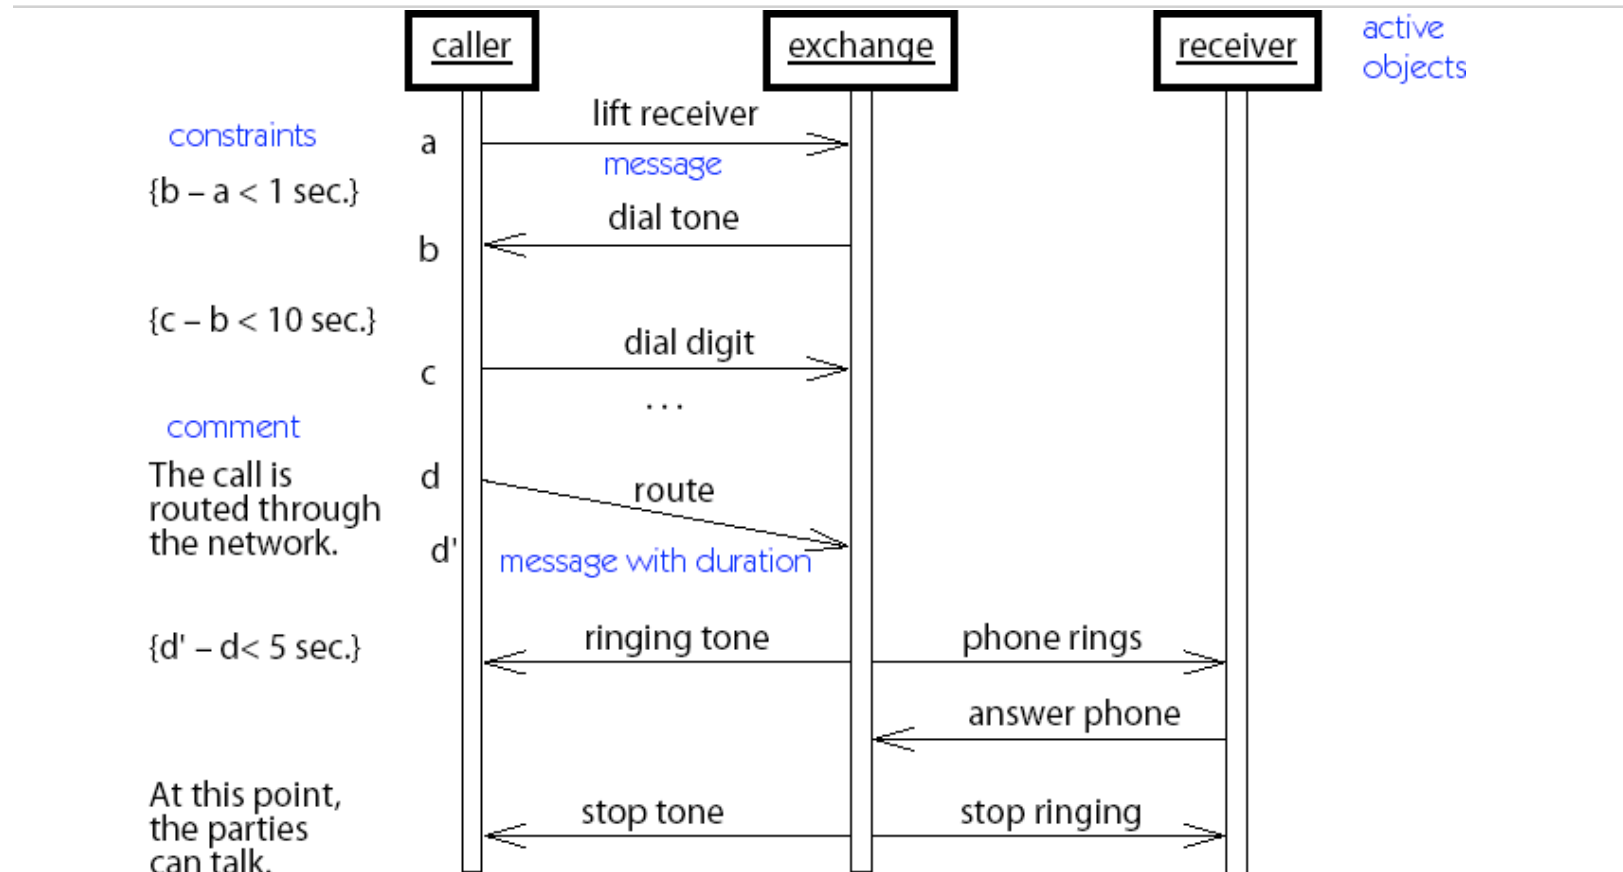 caller
exchange
receiver
active
objects
lift receiver
constraints
a
message
{b – a < 1 sec.}
dial tone
b
{c – b < 10 sec.}
dial digit
c
. . .
comment
The call is
routed through
the network.
d
route
d'
message with duration
{d' – d< 5 sec.}
ringing tone
phone rings
answer phone
At this point,
the parties
can talk.
stop tone
stop ringing